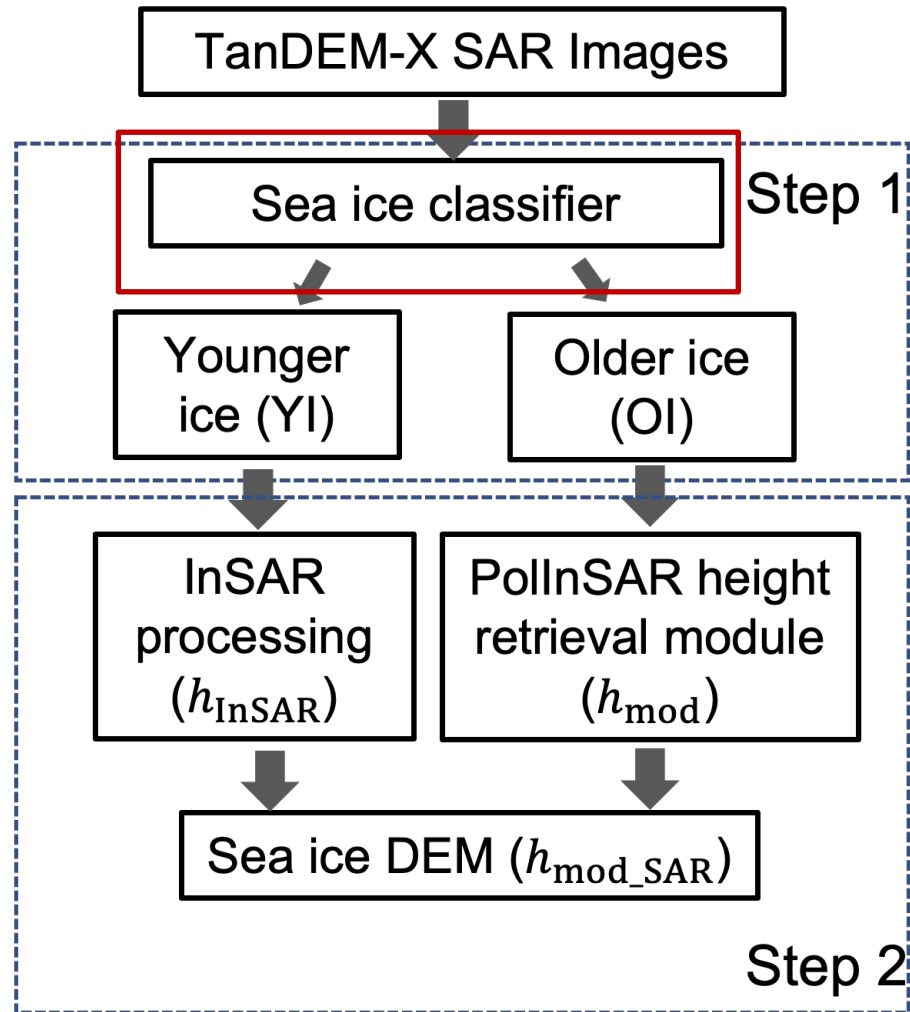 TanDEM-X SAR Images
Sea ice classifier
Step 1
Younger
ice (YI)
Older ice
(OI)
InSAR
processing
(h_InSAR)
PolInSAR height
retrieval module
(h_mod)
Sea ice DEM (h_mod_SAR)
Step 2